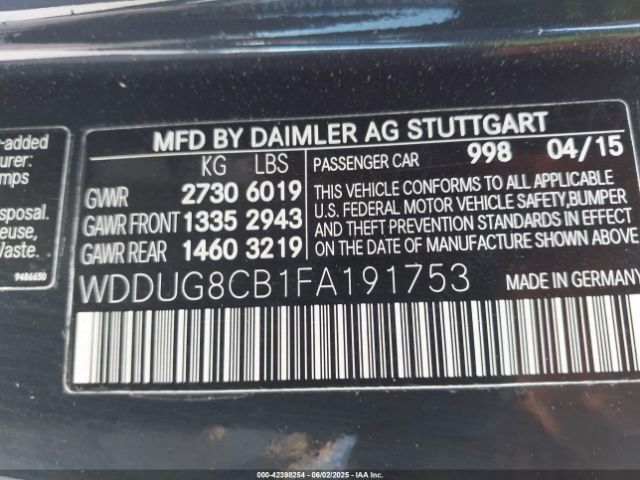 -added
urer:
mps
sposal.
euse,
Waste.
9486650
MFD BY DAIMLER AG STUTTGART
KG LBS
GVWR 2730 6019
GAWR FRONT 1335 2943
GAWR REAR 1460 3219
PASSENGER CAR 998 04/15
THIS VEHICLE CONFORMS TO ALL APPLICABLE
U.S. FEDERAL MOTOR VEHICLE SAFETY, BUMPER
AND THEFT PREVENTION STANDARDS IN EFFECT
ON THE DATE OF MANUFACTURE SHOWN ABOVE.
WDDUG8CB1FA191753
MADE IN GERMANY
000-42398254 | 06/02/2025 | IAA INC.